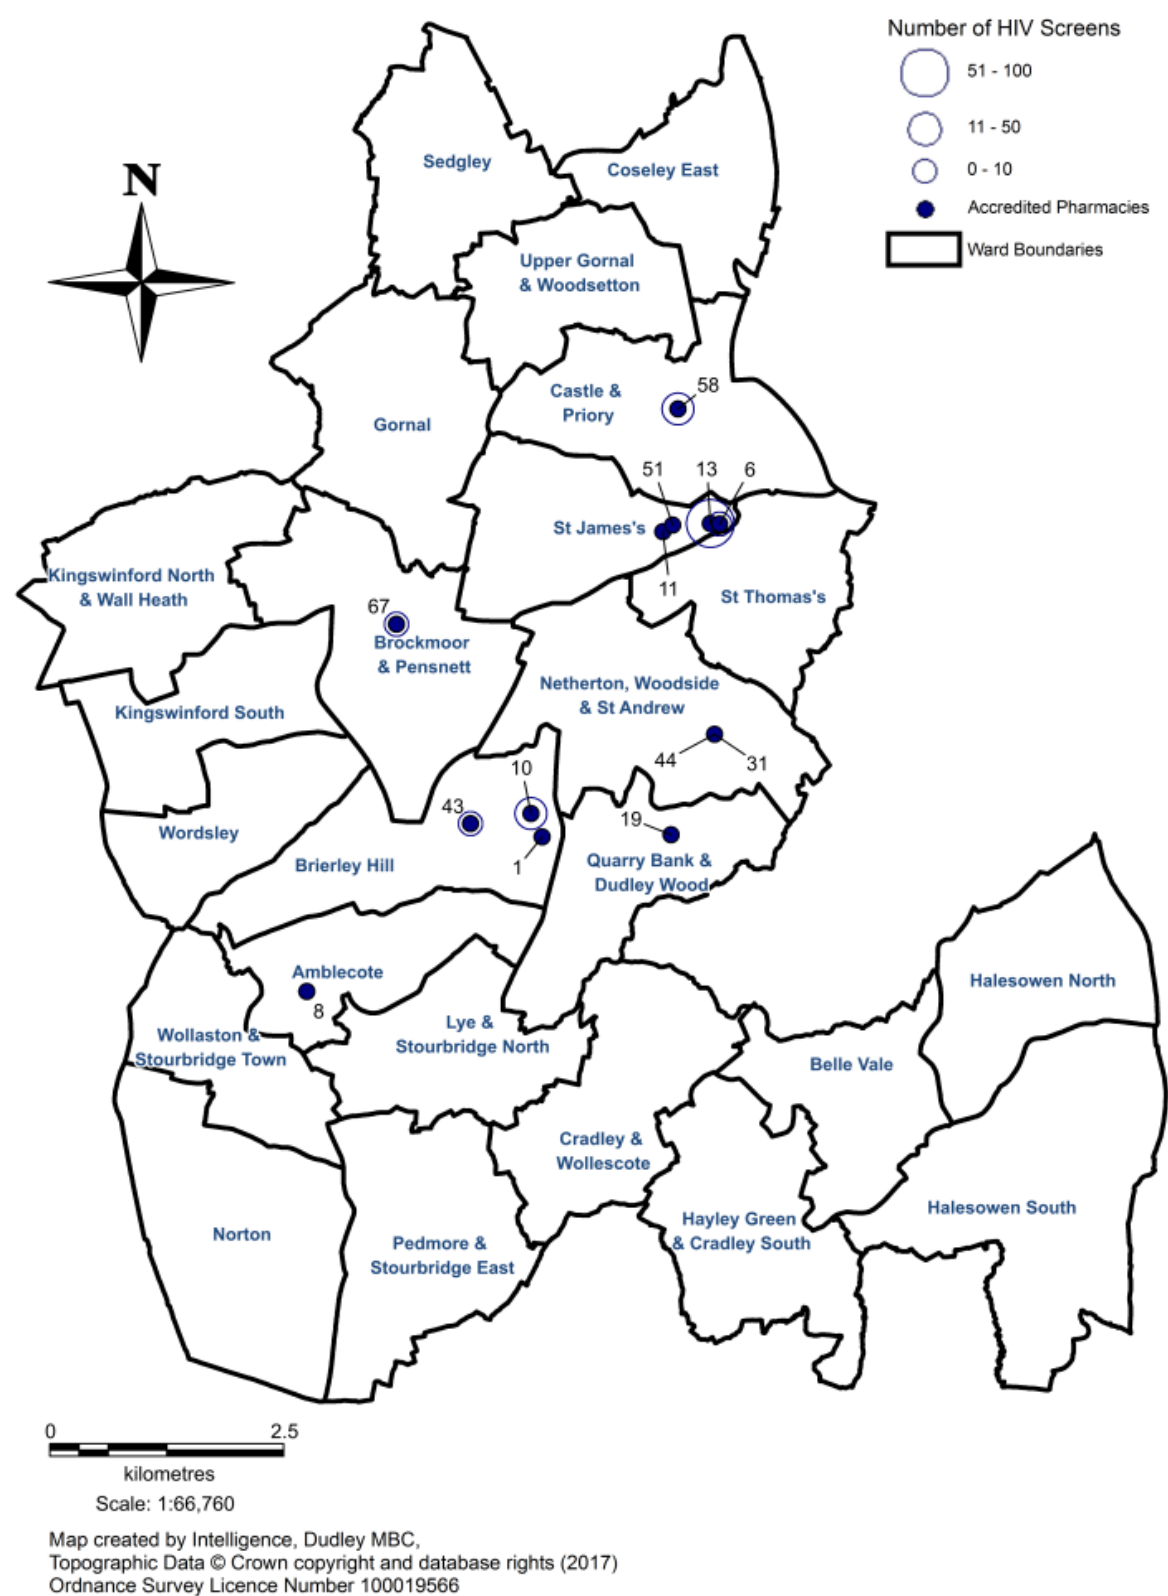 Number of HIV Screens
51 - 100
11 - 50
0 - 10
Accredited Pharmacies
Ward Boundaries
N
Sedgley
Coseley East
Upper Gornal
& Woodsetton
Castle &
Priory
58
Gornal
51
13
6
St James's
11
Kingswinford North
& Wall Heath
St Thomas's
67
Brockmoor
& Pensnett
Netherton, Woodside
& St Andrew
Kingswinford South
44
31
10
43
19
Wordsley
1
Brierley Hill
Quarry Bank &
Dudley Wood
Amblecote
8
Halesowen North
Wollaston &
Stourbridge Town
Lye &
Stourbridge North
Belle Vale
Cradley &
Wollescote
Halesowen South
Norton
Hayley Green
& Cradley South
Pedmore &
Stourbridge East
0 2.5
kilometres
Scale: 1:66,760
Map created by Intelligence, Dudley MBC,
Topographic Data © Crown copyright and database rights (2017)
Ordnance Survey Licence Number 100019566